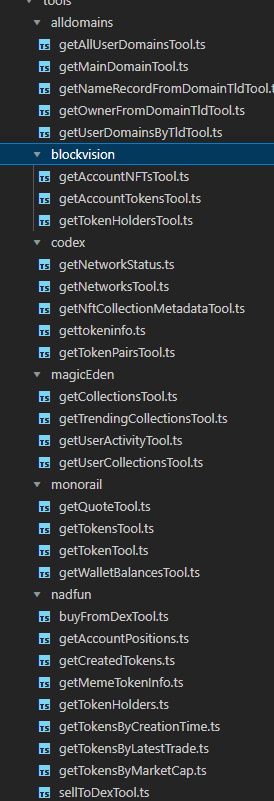 tools
alldomains
TS getAllUserDomainsTool.ts
TS getMainDomainTool.ts
TS getNameRecordFromDomainTldTool.t
TS getOwnerFromDomainTldTool.ts
TS getUserDomainsByTldTool.ts
blockvision
TS getAccountNFTsTool.ts
TS getAccountTokensTool.ts
TS getTokenHoldersTool.ts
codex
TS getNetworkStatus.ts
TS getNetworksTool.ts
TS getNftCollectionMetadataTool.ts
TS gettokeninfo.ts
TS getTokenPairsTool.ts
magicEden
TS getCollectionsTool.ts
TS getTrendingCollectionsTool.ts
TS getUserActivityTool.ts
TS getUserCollectionsTool.ts
monorail
TS getQuoteTool.ts
TS getTokensTool.ts
TS getTokenTool.ts
TS getWalletBalancesTool.ts
nadfun
TS buyFromDexTool.ts
TS getAccountPositions.ts
TS getCreatedTokens.ts
TS getMemeTokenInfo.ts
TS getTokenHolders.ts
TS getTokensByCreationTime.ts
TS getTokensByLatestTrade.ts
TS getTokensByMarketCap.ts
TS sellToDexTool.ts